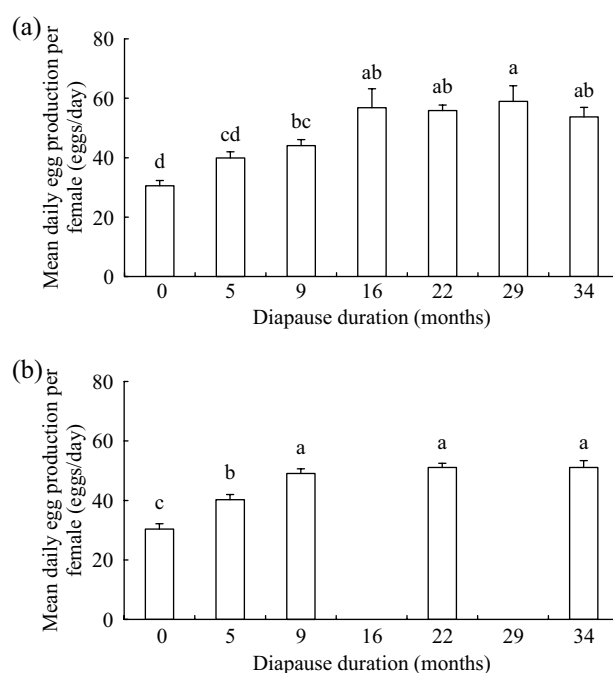 (a)
Mean daily egg production per
female (eggs/day)
80
60
40
20
0
d
cd
bc
ab
ab
a
ab
0 5 9 16 22 29 34
Diapause duration (months)
(b)
Mean daily egg production per
female (eggs/day)
80
60
40
20
0
c
b
a
a
a
0 5 9 16 22 29 34
Diapause duration (months)